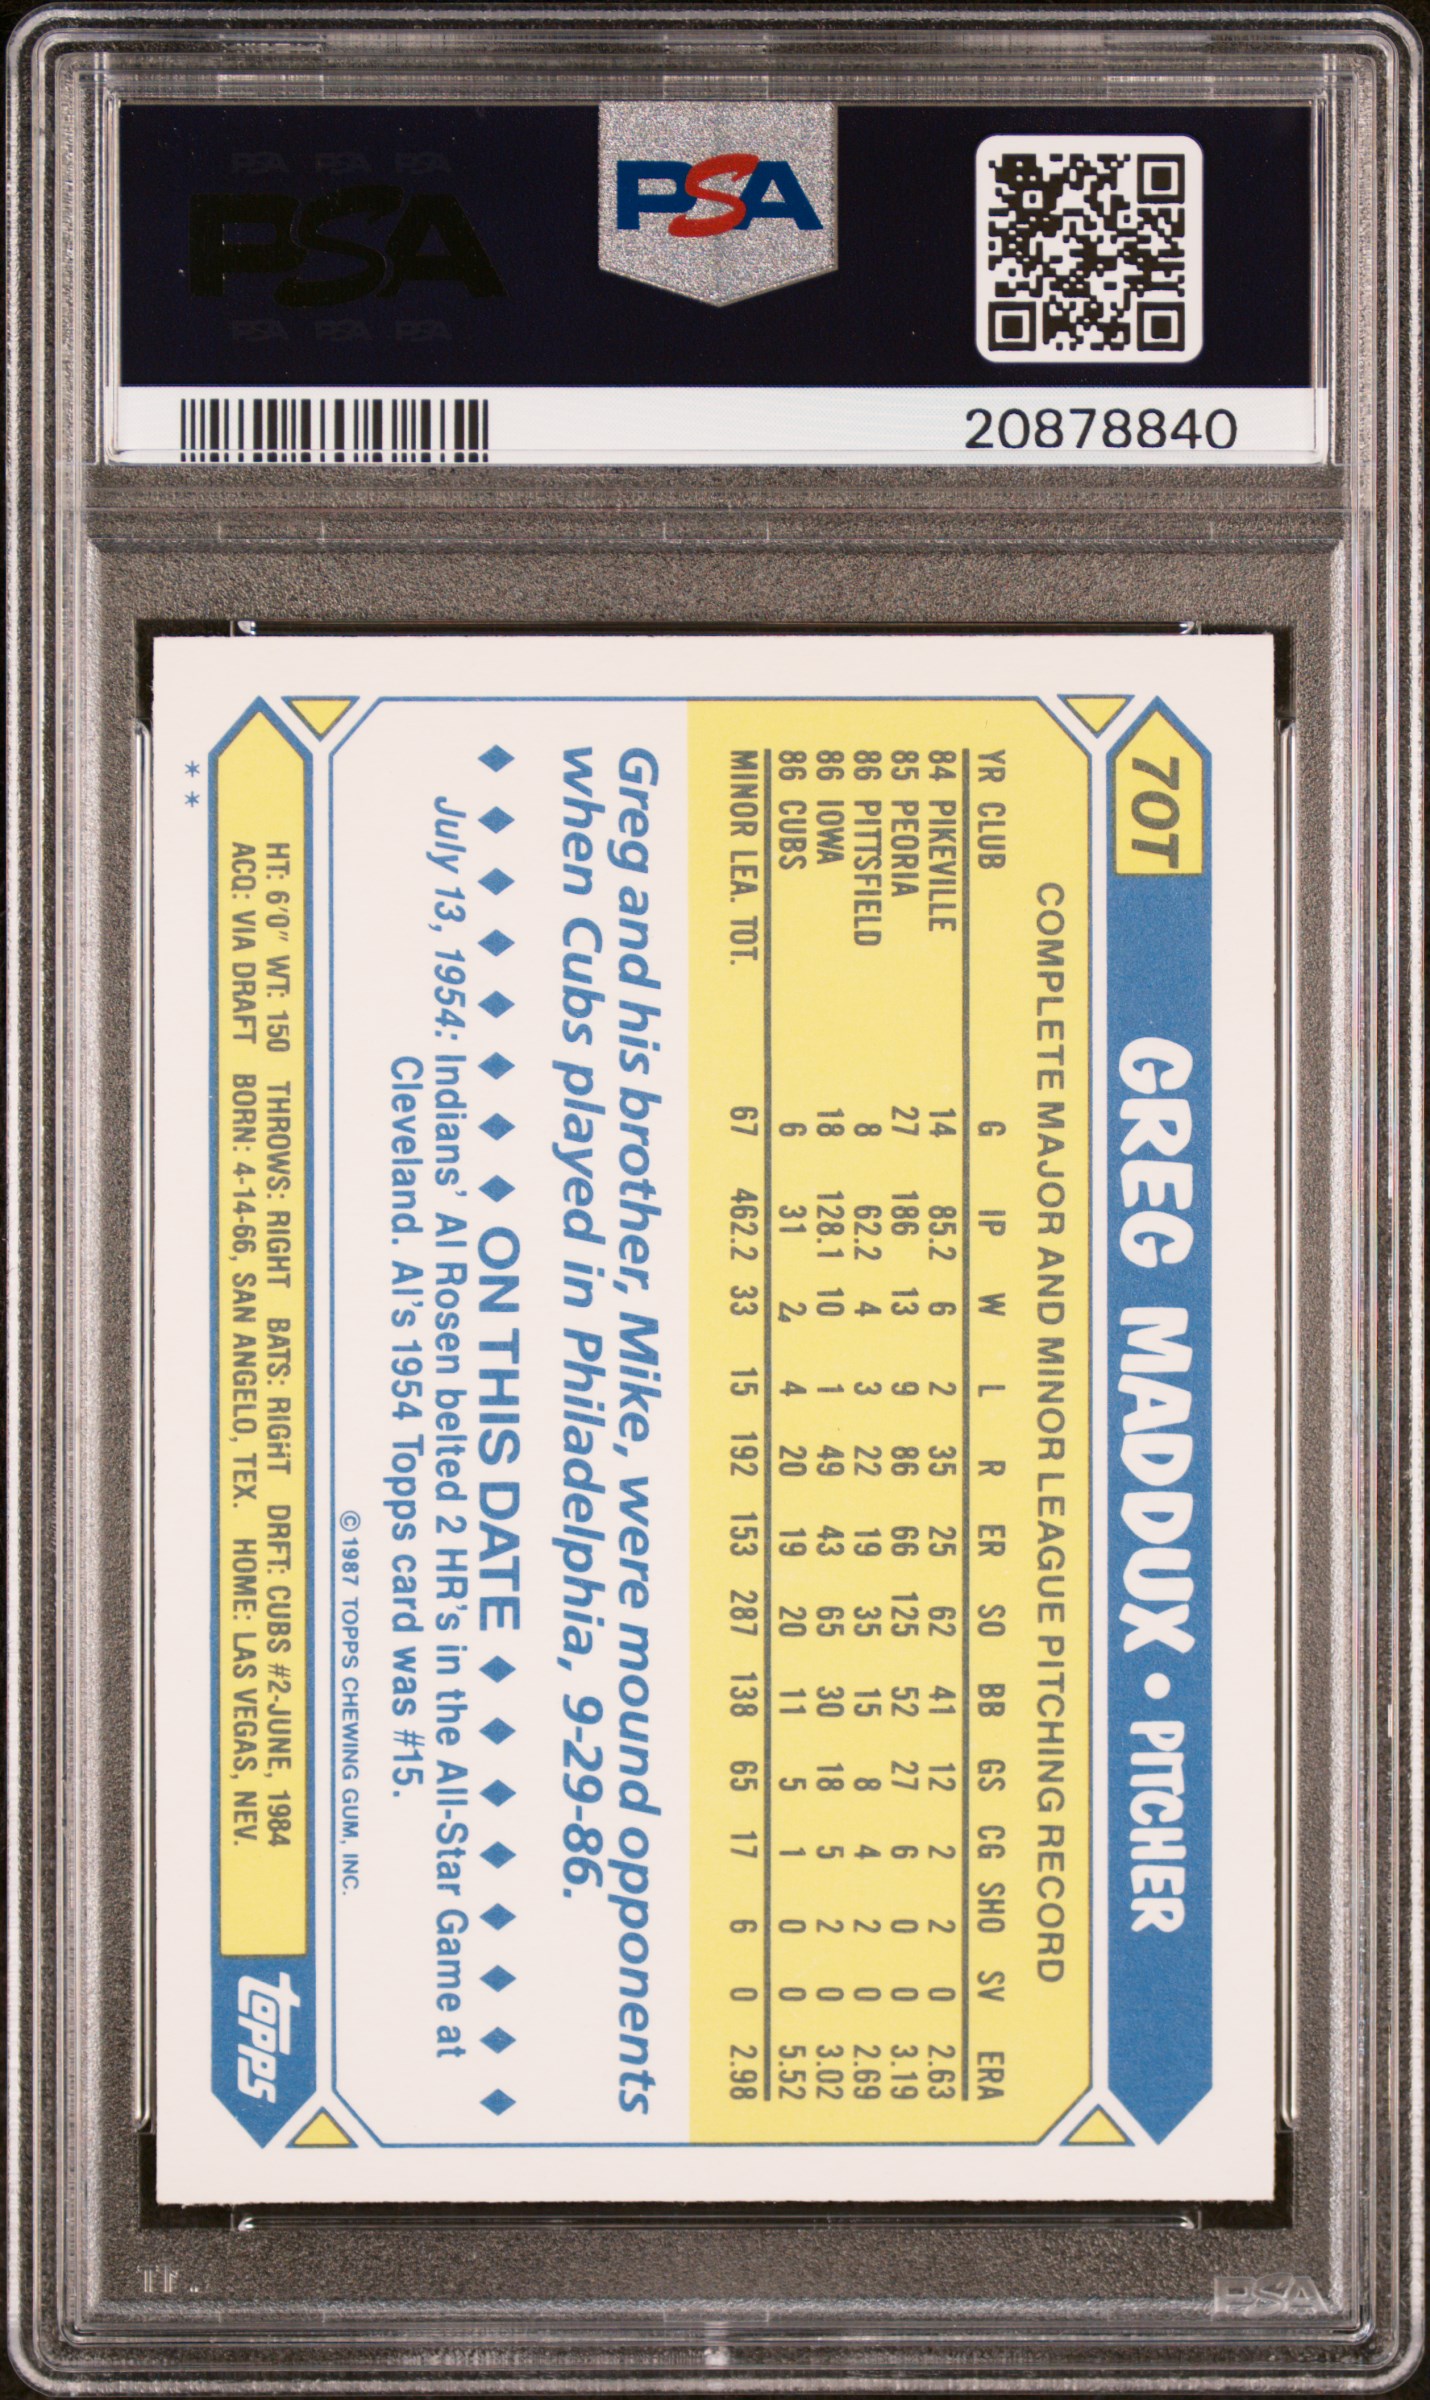 PSA PSA PSA
PSA
PSA PSA PSA
PSA
20878840
70T
GREG MADDUX • PITCHER
COMPLETE MAJOR AND MINOR LEAGUE PITCHING RECORD
YR CLUB G IP W L R ER SO BB GS CG SHO SV ERA
84 PIKEVILLE 14 85.2 6 2 35 25 62 41 12 2 2 0 2.63
85 PEORIA 27 186 13 9 86 66 125 52 27 6 0 0 3.19
86 PITTSFIELD 8 62.2 4 3 22 19 35 15 8 4 2 0 2.69
86 IOWA 18 128.1 10 1 49 43 65 30 18 5 2 0 3.02
86 CUBS 6 31 2 4 20 19 20 11 5 1 0 0 5.52
MINOR LEA. TOT. 67 462.2 33 15 192 153 287 138 65 17 6 0 2.98
Greg and his brother, Mike, were mound opponents
when Cubs played in Philadelphia, 9-29-86.
◆ ◆ ◆ ◆ ◆ ◆ ◆ ◆ ON THIS DATE ◆ ◆ ◆ ◆ ◆ ◆ ◆ ◆
July 13, 1954: Indians' Al Rosen belted 2 HR's in the All-Star Game at
Cleveland. Al's 1954 Topps card was #15.
© 1987 TOPPS CHEWING GUM, INC.
HT: 6'0" WT: 150 THROWS: RIGHT BATS: RIGHT DRFT: CUBS #2-JUNE, 1984
ACQ: VIA DRAFT BORN: 4-14-66, SAN ANGELO, TEX. HOME: LAS VEGAS, NEV.
topps
**
PSA